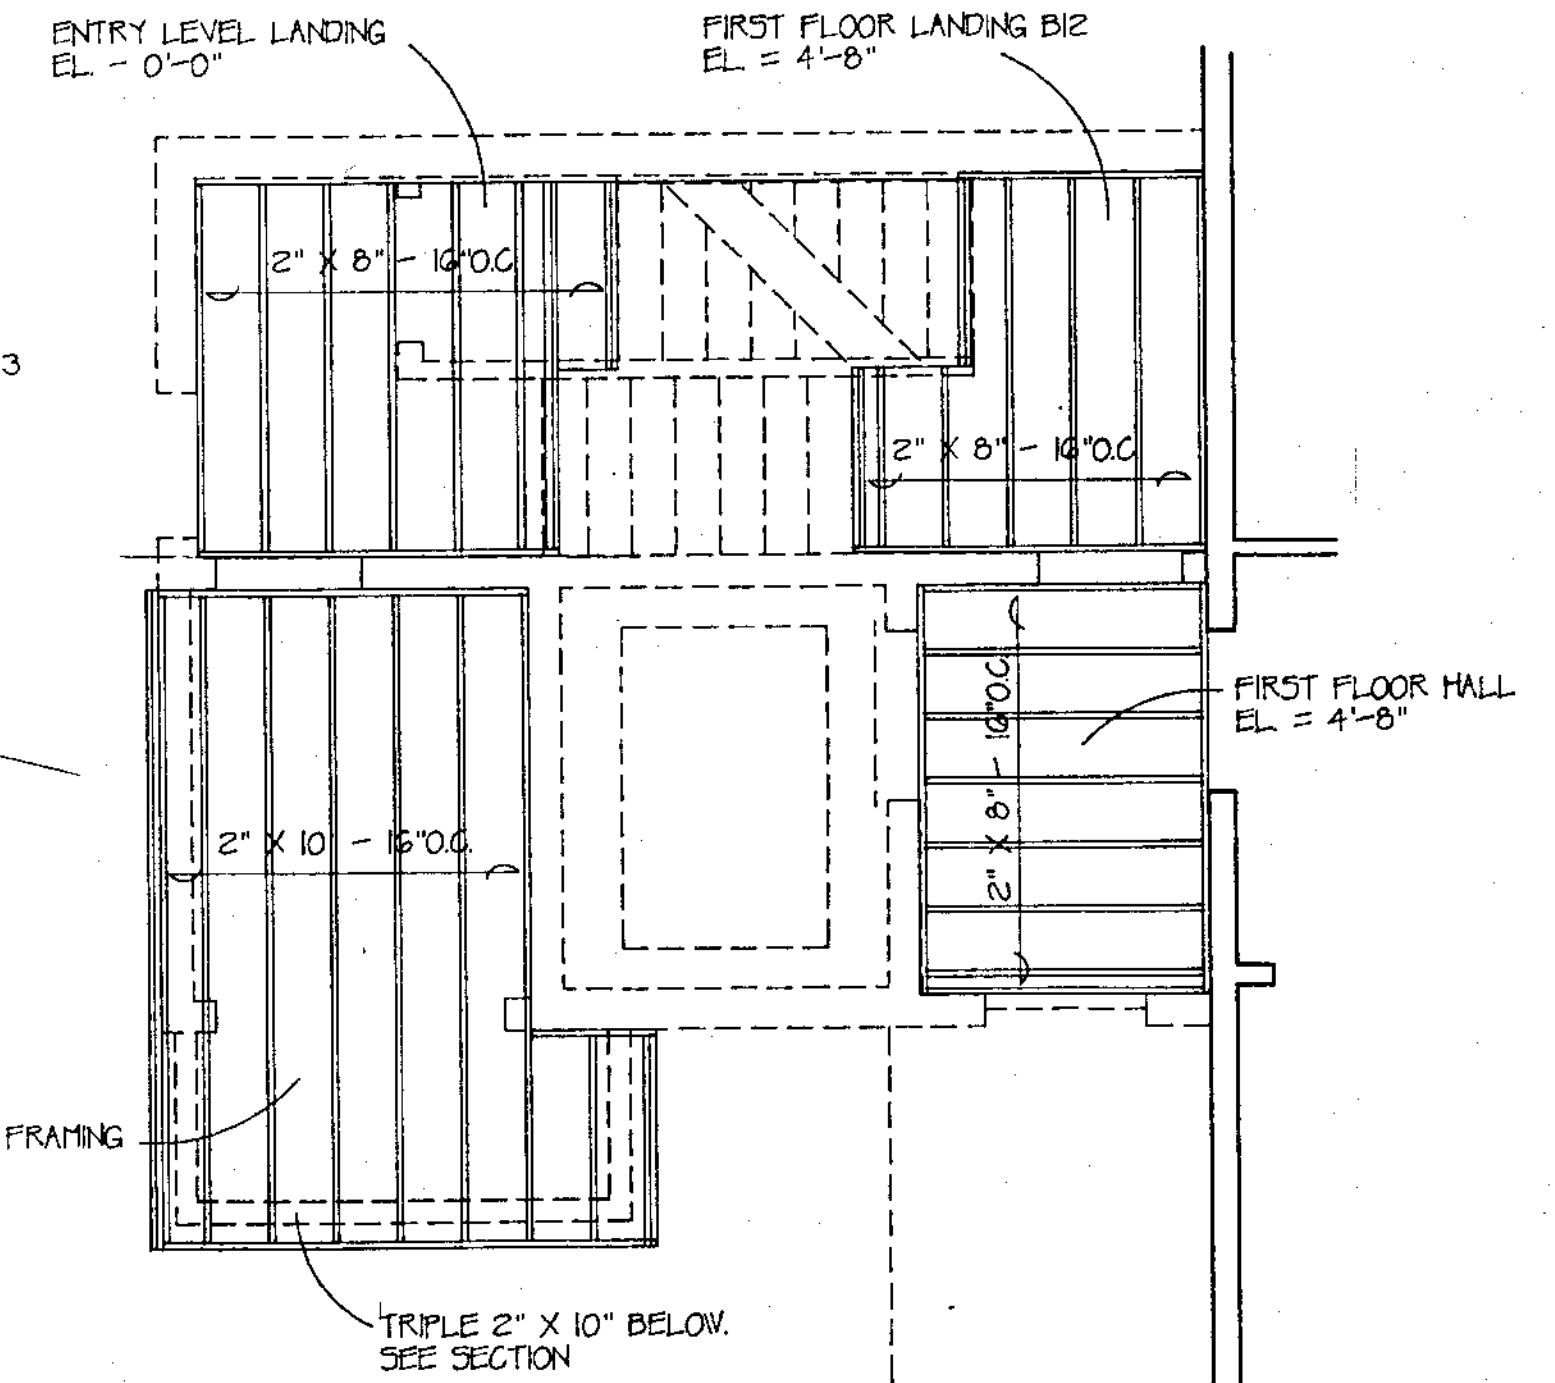 ENTRY LEVEL LANDING
EL. - 0'-0"
FIRST FLOOR LANDING B12
EL. = 4'-8"
2" X 8" - 16"O.C
3
2" X 8" - 16"O.C
FIRST FLOOR HALL
EL. = 4'-8"
2" X 8" - 16"O.C.
2" X 10 - 16"O.C.
FRAMING
TRIPLE 2" X 10" BELOW.
SEE SECTION